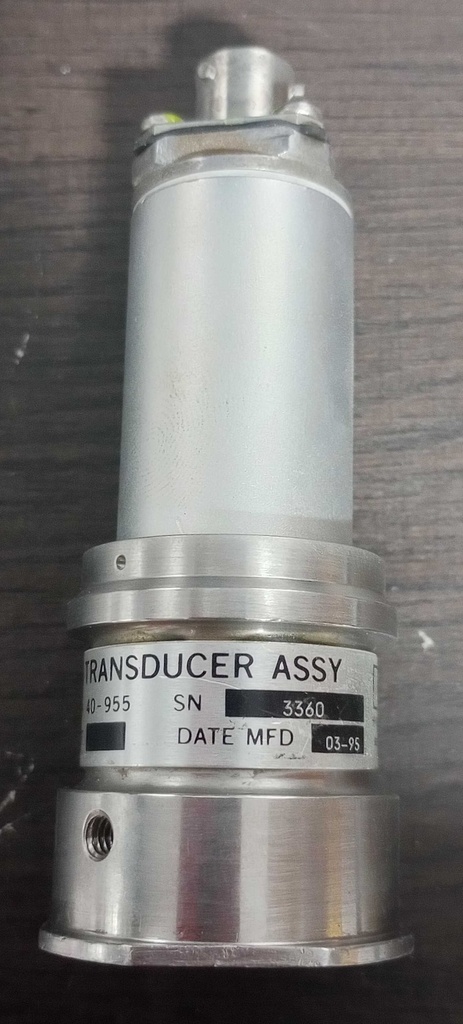 TRANSDUCER ASSY
40-955 SN 3360
DATE MFD 03-95